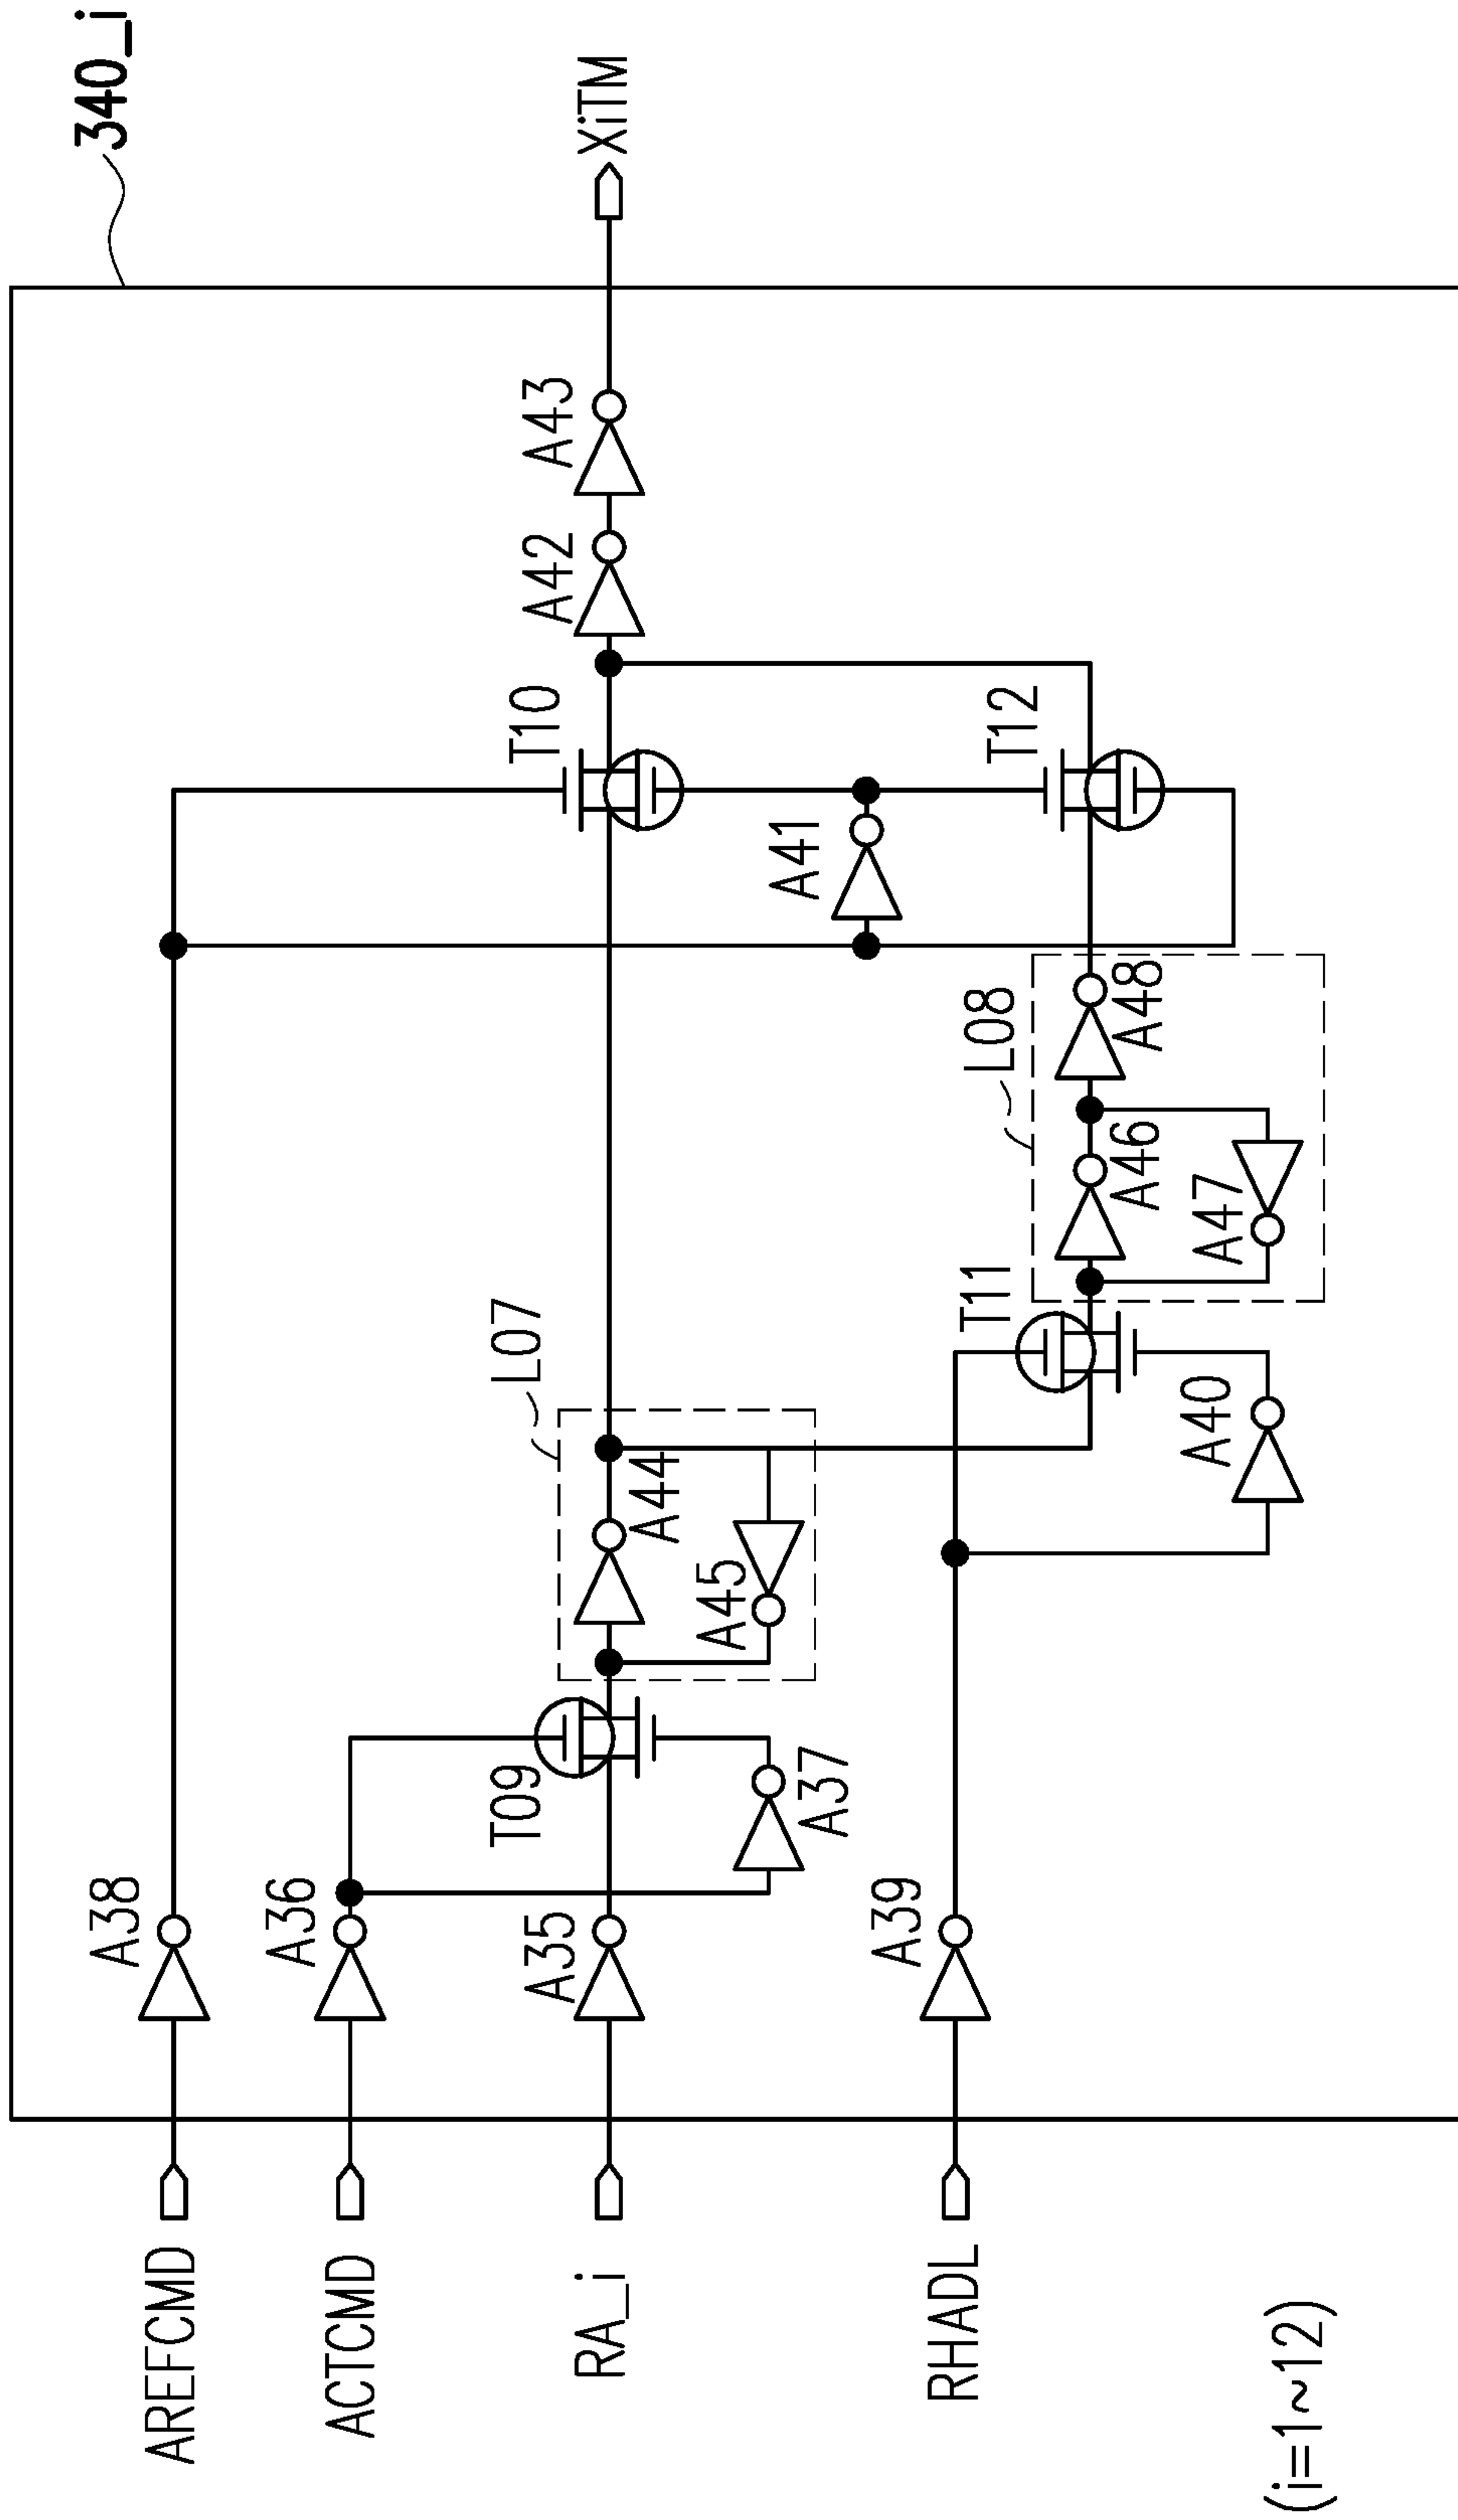 340_i
AREFCMD
A38
ACTCMD
A36
T09
L07
T10
A42
A43
XiTM
RA_i
A35
A44
A45
A37
A41
L08
T12
RHADL
A39
T11
A46
A48
A47
A40
(i=1~12)